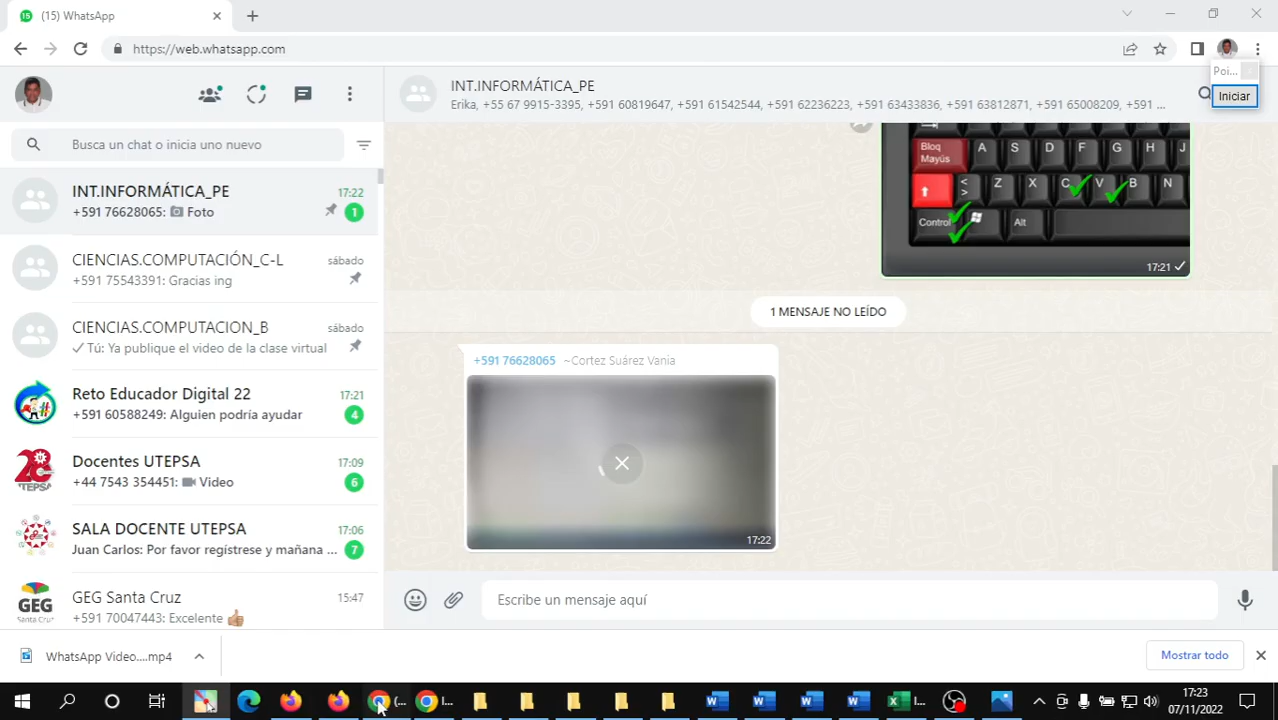 (15) WhatsApp
https://web.whatsapp.com
Poi...
Iniciar
INT.INFORMÁTICA_PE
Erika, +55 67 9915-3395, +591 60819647, +591 61542544, +591 62236223, +591 63433836, +591 63812871, +591 65008209, +591 ...
Busca un chat o inicia uno nuevo
INT.INFORMÁTICA_PE
17:22
+591 76628065: Foto
1
CIENCIAS.COMPUTACIÓN_C-L
sábado
+591 75543391: Gracias ing
CIENCIAS.COMPUTACION_B
sábado
Tú: Ya publique el video de la clase virtual
Reto Educador Digital 22
17:21
+591 60588249: Alguien podría ayudar
4
Docentes UTEPSA
17:09
+44 7543 354451: Video
6
SALA DOCENTE UTEPSA
17:06
Juan Carlos: Por favor regístrese y mañana ...
7
GEG Santa Cruz
15:47
+591 70047443: Excelente
Bloq Mayús
A S D F G H J
< > Z X C V B N
Control
Alt
17:21
1 MENSAJE NO LEÍDO
+591 76628065 ~Cortez Suárez Vania
17:22
Escribe un mensaje aquí
WhatsApp Video....mp4
Mostrar todo
17:23
07/11/2022